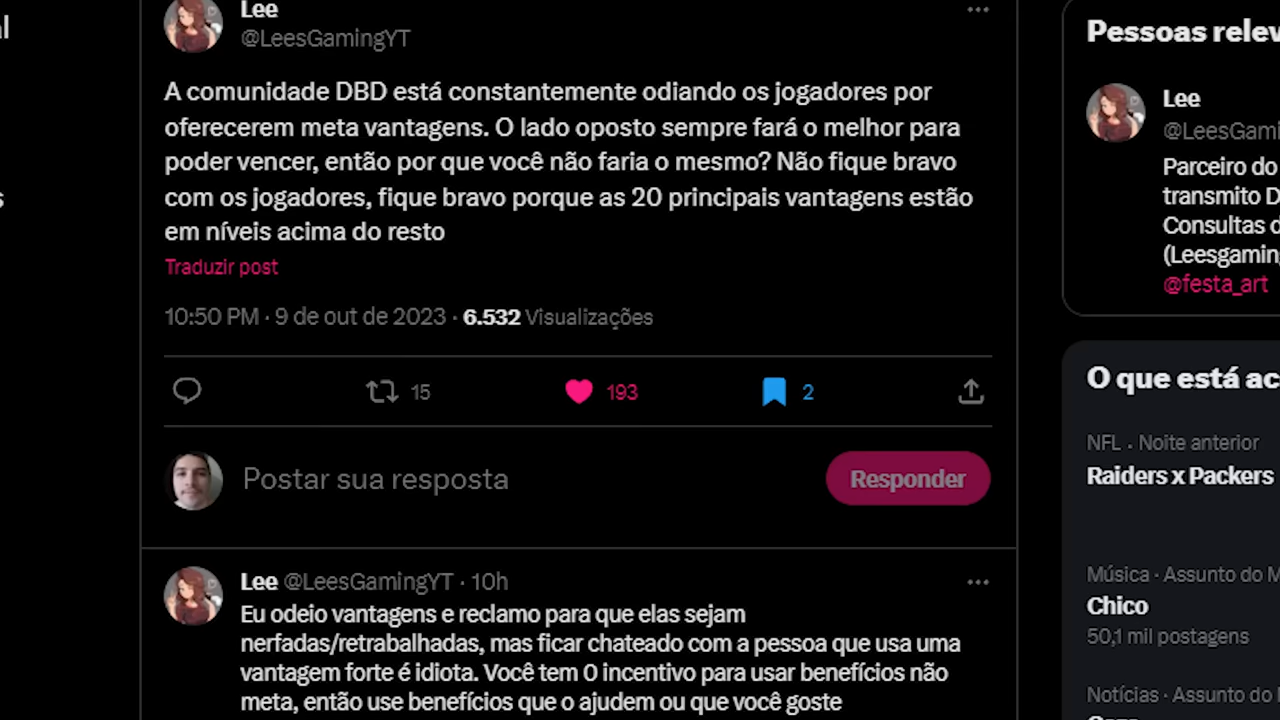 Lee
@LeesGamingYT
A comunidade DBD está constantemente odiando os jogadores por
oferecerem meta vantagens. O lado oposto sempre fará o melhor para
poder vencer, então por que você não faria o mesmo? Não fique bravo
com os jogadores, fique bravo porque as 20 principais vantagens estão
em níveis acima do resto
Traduzir post
10:50 PM · 9 de out de 2023 · 6.532 Visualizações
15
193
2
Postar sua resposta
Responder
Lee @LeesGamingYT · 10h
Eu odeio vantagens e reclamo para que elas sejam
nerfadas/retrabalhadas, mas ficar chateado com a pessoa que usa uma
vantagem forte é idiota. Você tem 0 incentivo para usar benefícios não
meta, então use benefícios que o ajudem ou que você goste
Pessoas relev
Lee
@LeesGami
Parceiro do
transmito D
Consultas d
(Leesgaming
@festa_art
O que está ac
NFL · Noite anterior
Raiders x Packers
Música · Assunto do M
Chico
50,1 mil postagens
Notícias · Assunto do